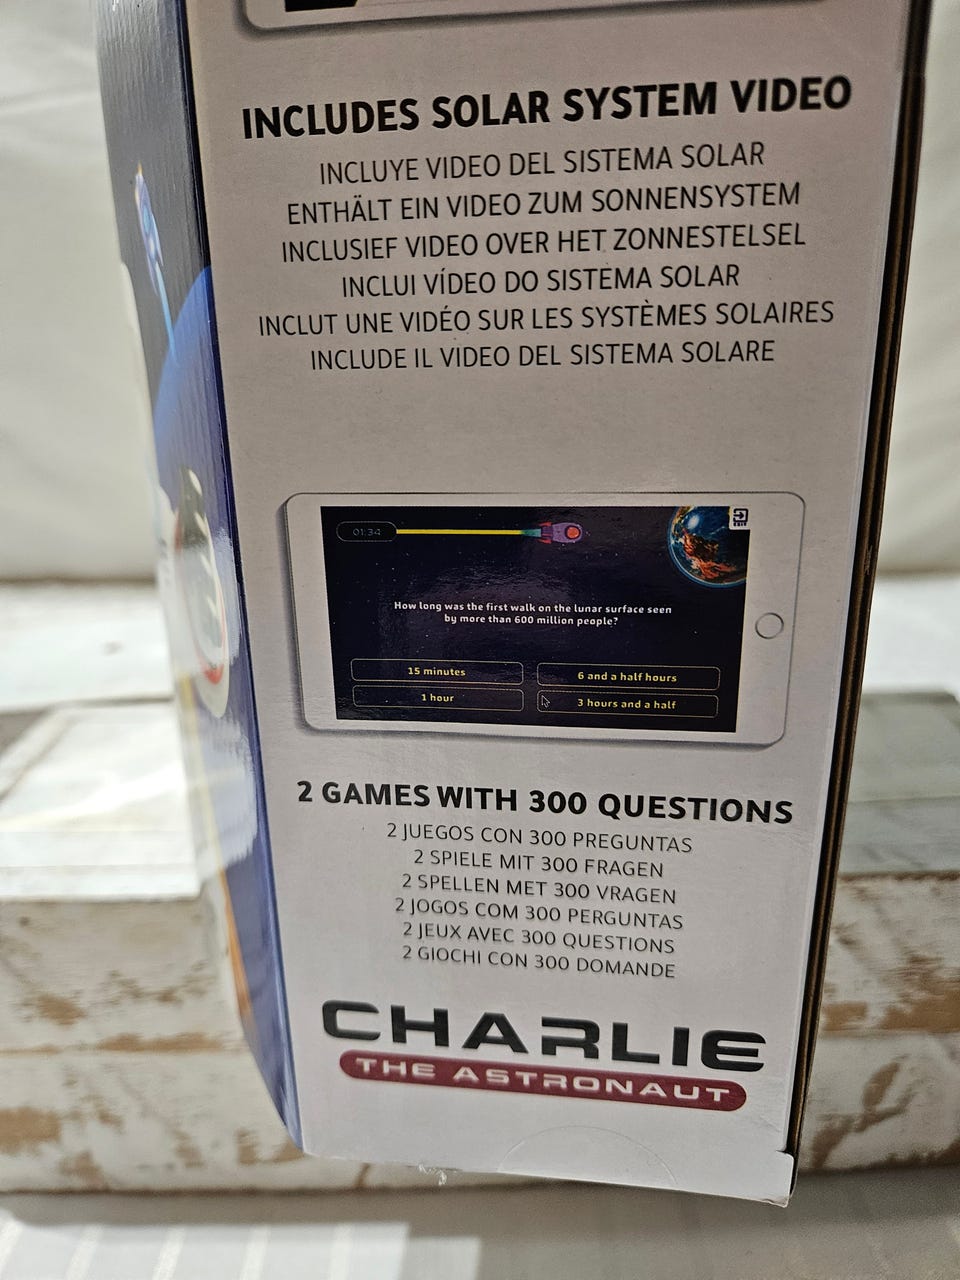 INCLUDES SOLAR SYSTEM VIDEO
INCLUYE VIDEO DEL SISTEMA SOLAR
ENTHÄLT EIN VIDEO ZUM SONNENSYSTEM
INCLUSIEF VIDEO OVER HET ZONNESTELSEL
INCLUI VÍDEO DO SISTEMA SOLAR
INCLUT UNE VIDÉO SUR LES SYSTÈMES SOLAIRES
INCLUDE IL VIDEO DEL SISTEMA SOLARE
01:34
EXIT
How long was the first walk on the lunar surface seen
by more than 600 million people?
15 minutes
6 and a half hours
1 hour
3 hours and a half
2 GAMES WITH 300 QUESTIONS
2 JUEGOS CON 300 PREGUNTAS
2 SPIELE MIT 300 FRAGEN
2 SPELLEN MET 300 VRAGEN
2 JOGOS COM 300 PERGUNTAS
2 JEUX AVEC 300 QUESTIONS
2 GIOCHI CON 300 DOMANDE
CHARLIE
THE ASTRONAUT